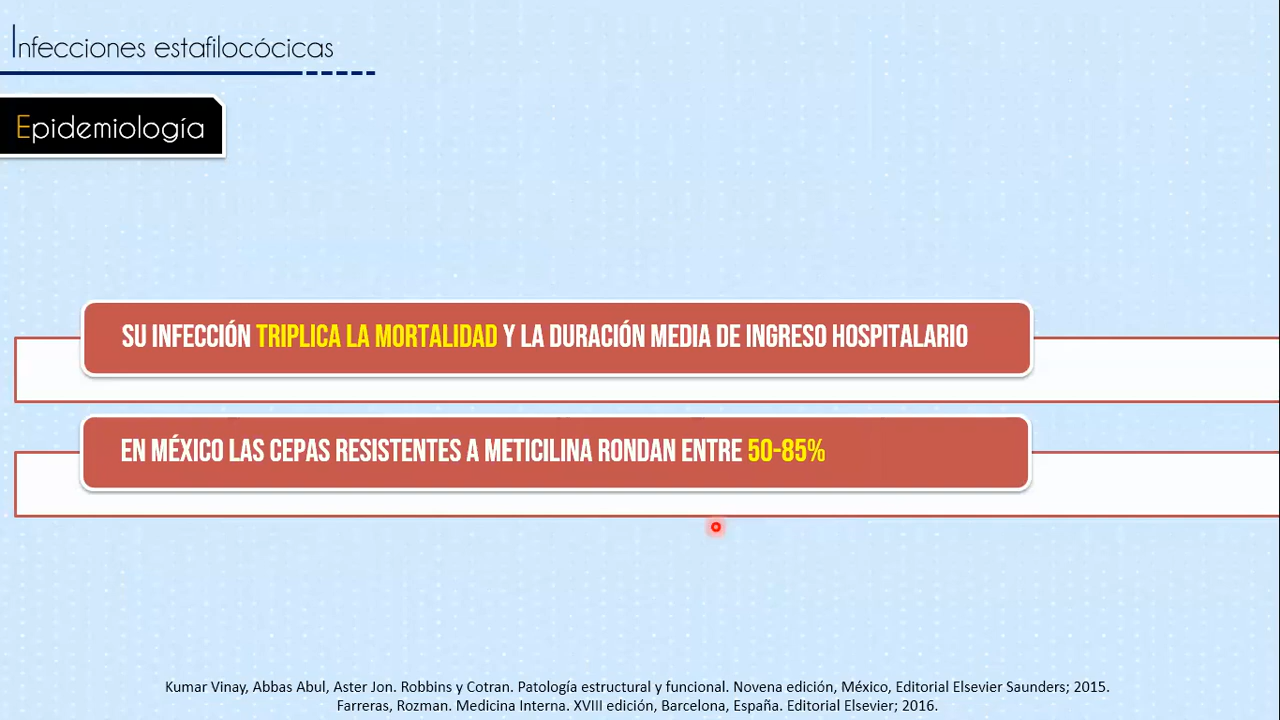 Infecciones estafilocócicas
Epidemiología
SU INFECCIÓN TRIPLICA LA MORTALIDAD Y LA DURACIÓN MEDIA DE INGRESO HOSPITALARIO
EN MÉXICO LAS CEPAS RESISTENTES A METICILINA RONDAN ENTRE 50-85%
Kumar Vinay, Abbas Abul, Aster Jon. Robbins y Cotran. Patología estructural y funcional. Novena edición, México, Editorial Elsevier Saunders; 2015.
Farreras, Rozman. Medicina Interna. XVIII edición, Barcelona, España. Editorial Elsevier; 2016.